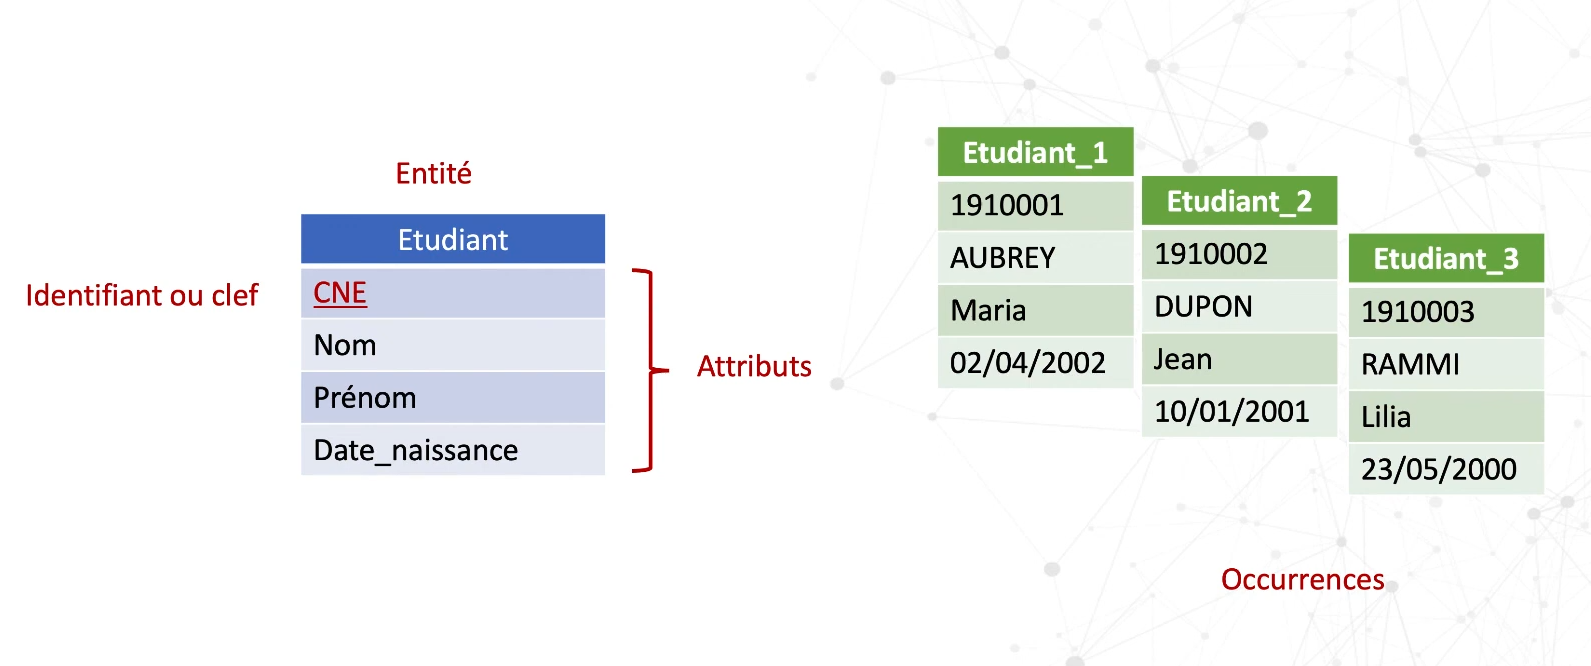 Entité
Etudiant
Identifiant ou clef
CNE
Nom
Prénom
Date_naissance
Attributs
Etudiant_1
1910001
AUBREY
Maria
02/04/2002
Etudiant_2
1910002
DUPON
Jean
10/01/2001
Etudiant_3
1910003
RAMMI
Lilia
23/05/2000
Occurrences